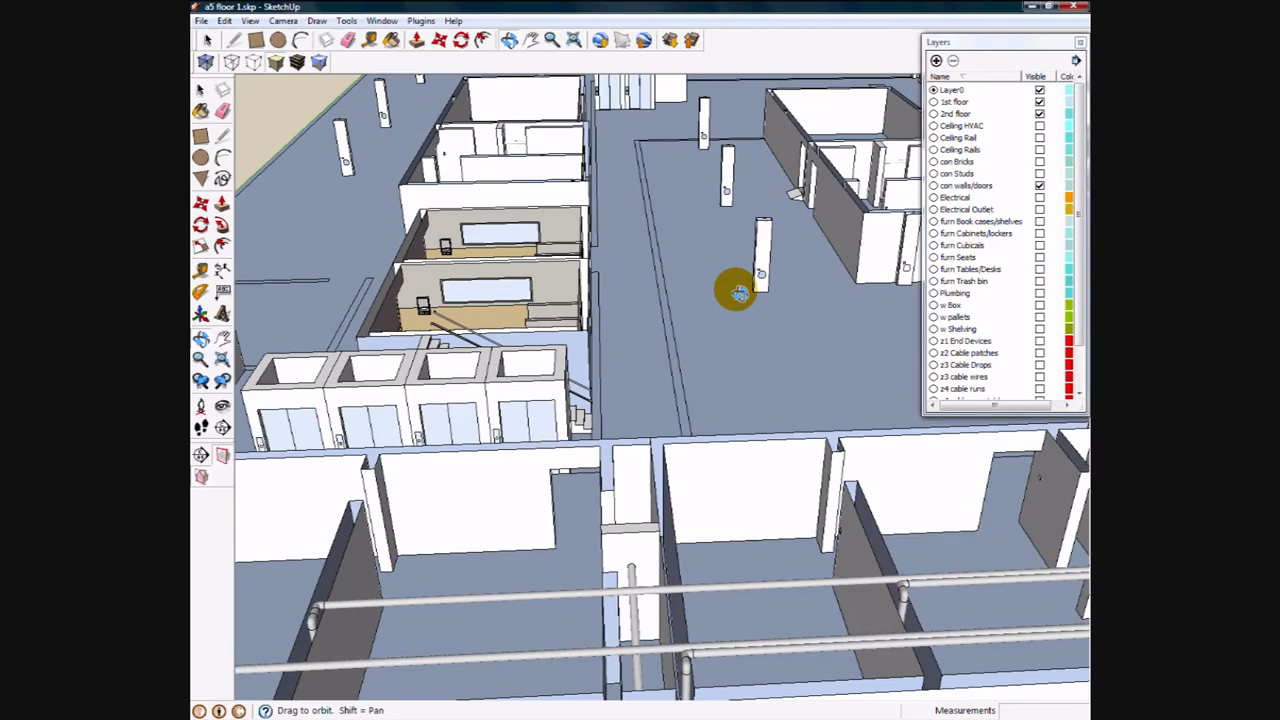 a5 floor 1.skp - SketchUp
File Edit View Camera Draw Tools Window Plugins Help
Layers
Name Visible Colo
Layer0
1st floor
2nd floor
Ceiling HVAC
Ceiling Rail
Ceiling Rails
con Bricks
con Studs
con walls/doors
Electrical
Electrical Outlet
furn Book cases/shelves
furn Cabinets/lockers
furn Cubicals
furn Seats
furn Tables/Desks
furn Trash bin
Plumbing
w Box
w pallets
w Shelving
z1 End Devices
z2 Cable patches
z3 Cable Drops
z3 cable wires
z4 cable runs
Drag to orbit. Shift = Pan
Measurements